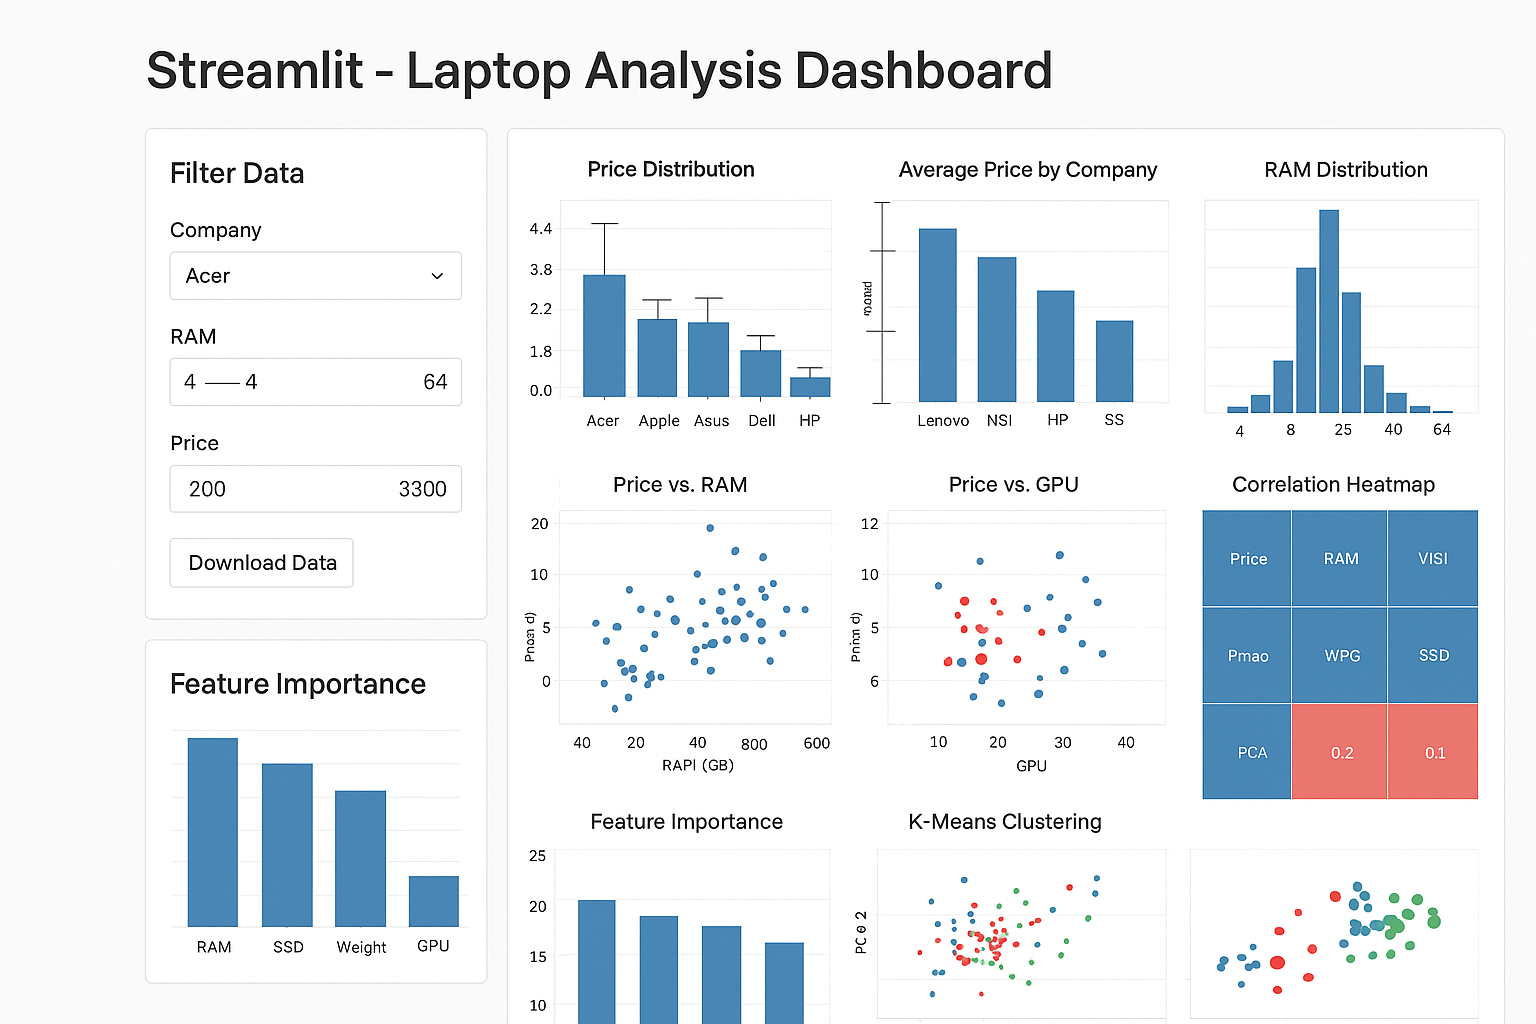 Streamlit - Laptop Analysis Dashboard
Filter Data
Company
Acer
RAM
4 — 4 64
Price
200 3300
Download Data
Feature Importance
RAM SSD Weight GPU
Price Distribution
4.4
3.8
2.2
1.8
0.0
Acer Apple Asus Dell HP
Average Price by Company
Lenovo NSI HP SS
RAM Distribution
4 8 25 40 64
Price vs. RAM
20
10
5
0
40 20 40 800 600
RAPI (GB)
Price vs. GPU
12
10
5
6
10 20 30 40
GPU
Correlation Heatmap
Price RAM VISI
Pmao WPG SSD
PCA 0.2 0.1
Feature Importance
25
20
15
10
K-Means Clustering